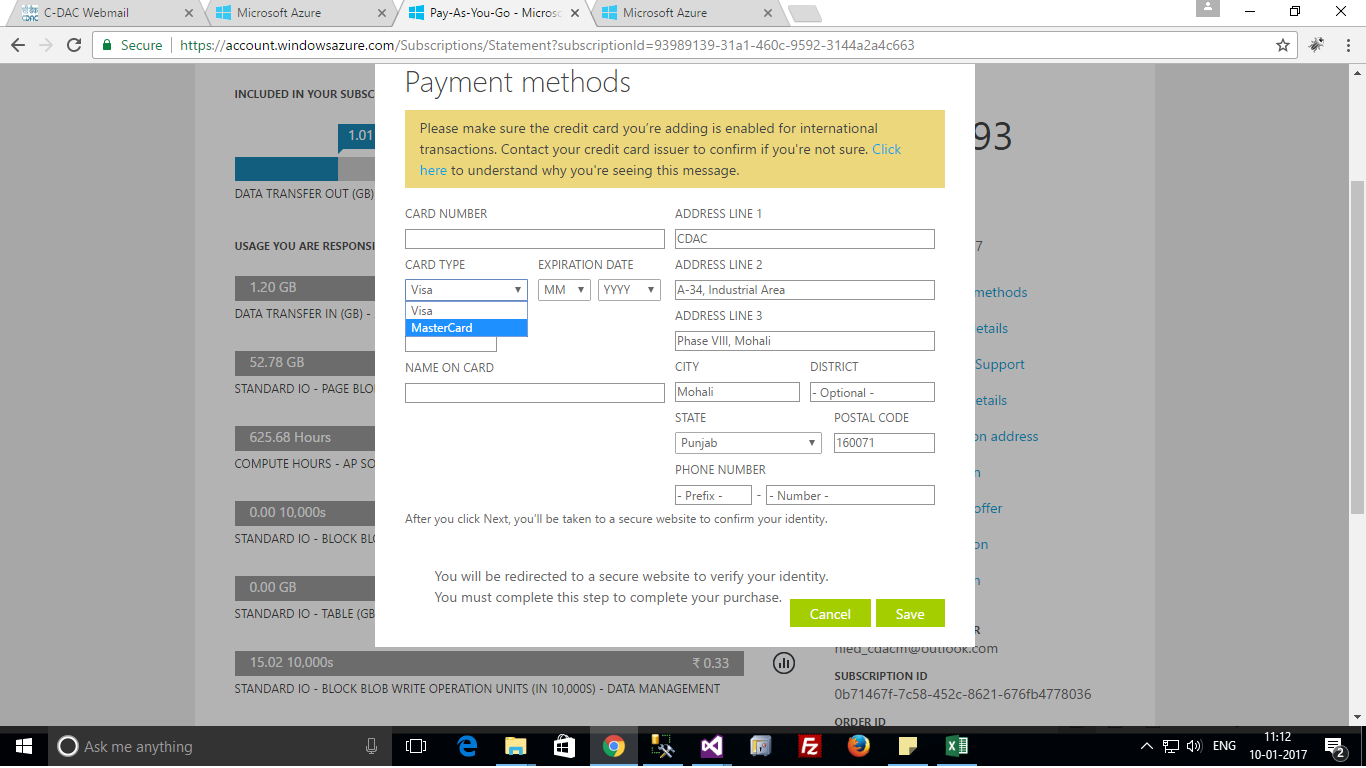 C-DAC Webmail
Microsoft Azure
Pay-As-You-Go - Micros
Microsoft Azure
Secure
https://account.windowsazure.com/Subscriptions/Statement?subscriptionId=93989139-31a1-460c-9592-3144a2a4c663
Payment methods
INCLUDED IN YOUR SUBSC
1.01
DATA TRANSFER OUT (GB)
USAGE YOU ARE RESPONSI
1.20 GB
DATA TRANSFER IN (GB) -
52.78 GB
STANDARD IO - PAGE BLO
625.68 Hours
COMPUTE HOURS - AP SO
0.00 10,000s
STANDARD IO - BLOCK BL
0.00 GB
STANDARD IO - TABLE (GB
15.02 10,000s
₹ 0.33
STANDARD IO - BLOCK BLOB WRITE OPERATION UNITS (IN 10,000S) - DATA MANAGEMENT
Please make sure the credit card you're adding is enabled for international
transactions. Contact your credit card issuer to confirm if you're not sure. Click
here to understand why you're seeing this message.
CARD NUMBER
CARD TYPE
EXPIRATION DATE
Visa
MM
YYYY
Visa
MasterCard
NAME ON CARD
ADDRESS LINE 1
CDAC
ADDRESS LINE 2
A-34, Industrial Area
ADDRESS LINE 3
Phase VIII, Mohali
CITY
DISTRICT
Mohali
- Optional -
STATE
POSTAL CODE
Punjab
160071
PHONE NUMBER
- Prefix -
-
- Number -
After you click Next, you'll be taken to a secure website to confirm your identity.
You will be redirected to a secure website to verify your identity.
You must complete this step to complete your purchase.
Cancel
Save
93
7
methods
etails
Support
etails
on address
n
offer
on
n
R
@outlook.com
SUBSCRIPTION ID
0b71467f-7c58-452c-8621-676fb4778036
ORDER ID
Ask me anything
ENG
11:12
10-01-2017
2